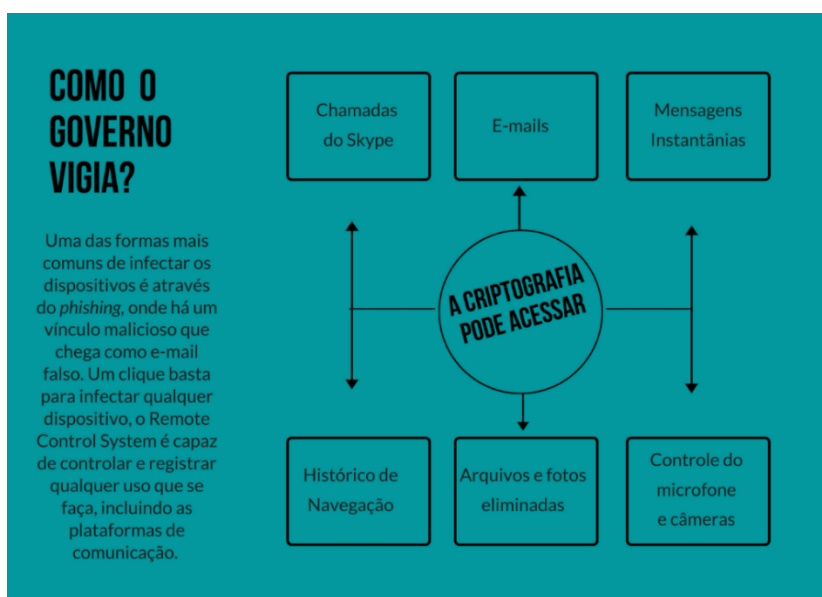 COMO O
GOVERNO
VIGIA?
Uma das formas mais
comuns de infectar os
dispositivos é através
do phishing, onde há um
vínculo malicioso que
chega como e-mail
falso. Um clique basta
para infectar qualquer
dispositivo, o Remote
Control System é capaz
de controlar e registrar
qualquer uso que se
faça, incluindo as
plataformas de
comunicação.
Chamadas
do Skype
E-mails
Mensagens
Instantânias
A CRIPTOGRAFIA
PODE ACESSAR
Histórico de
Navegação
Arquivos e fotos
eliminadas
Controle do
microfone
e câmeras